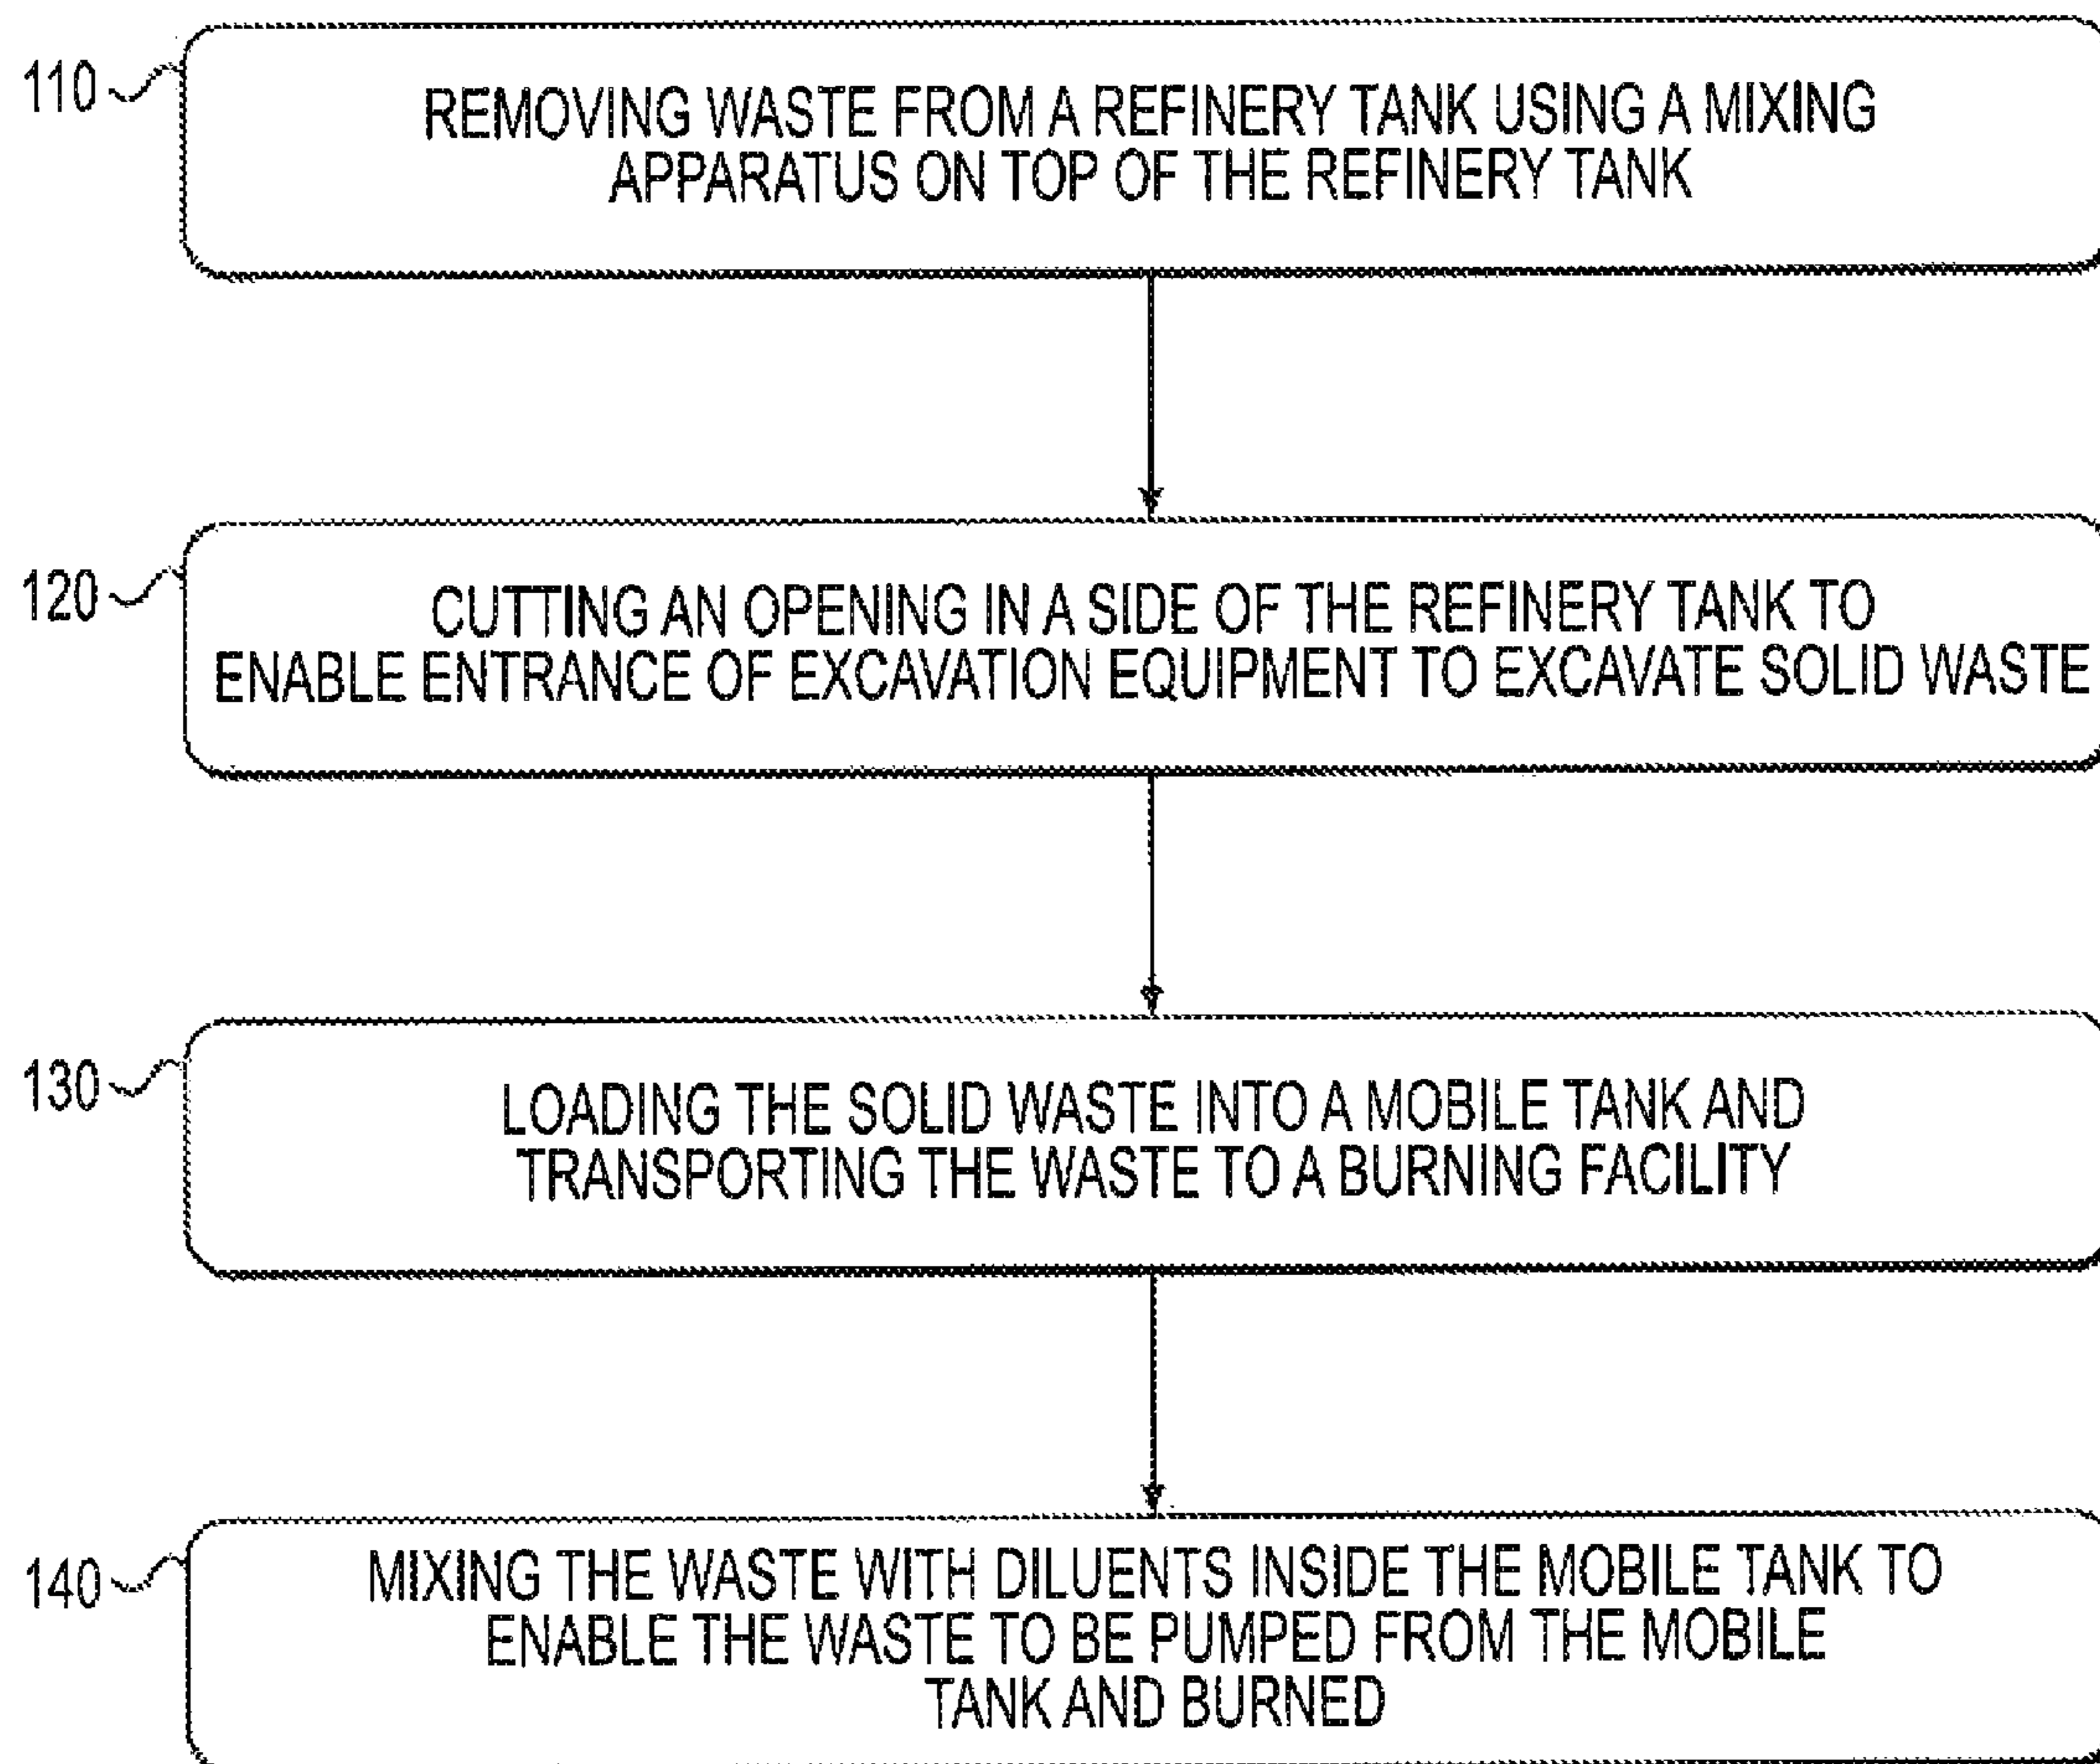 110
REMOVING WASTE FROM A REFINERY TANK USING A MIXING
APPARATUS ON TOP OF THE REFINERY TANK
120
CUTTING AN OPENING IN A SIDE OF THE REFINERY TANK TO
ENABLE ENTRANCE OF EXCAVATION EQUIPMENT TO EXCAVATE SOLID WASTE
130
LOADING THE SOLID WASTE INTO A MOBILE TANK AND
TRANSPORTING THE WASTE TO A BURNING FACILITY
140
MIXING THE WASTE WITH DILUENTS INSIDE THE MOBILE TANK TO
ENABLE THE WASTE TO BE PUMPED FROM THE MOBILE
TANK AND BURNED